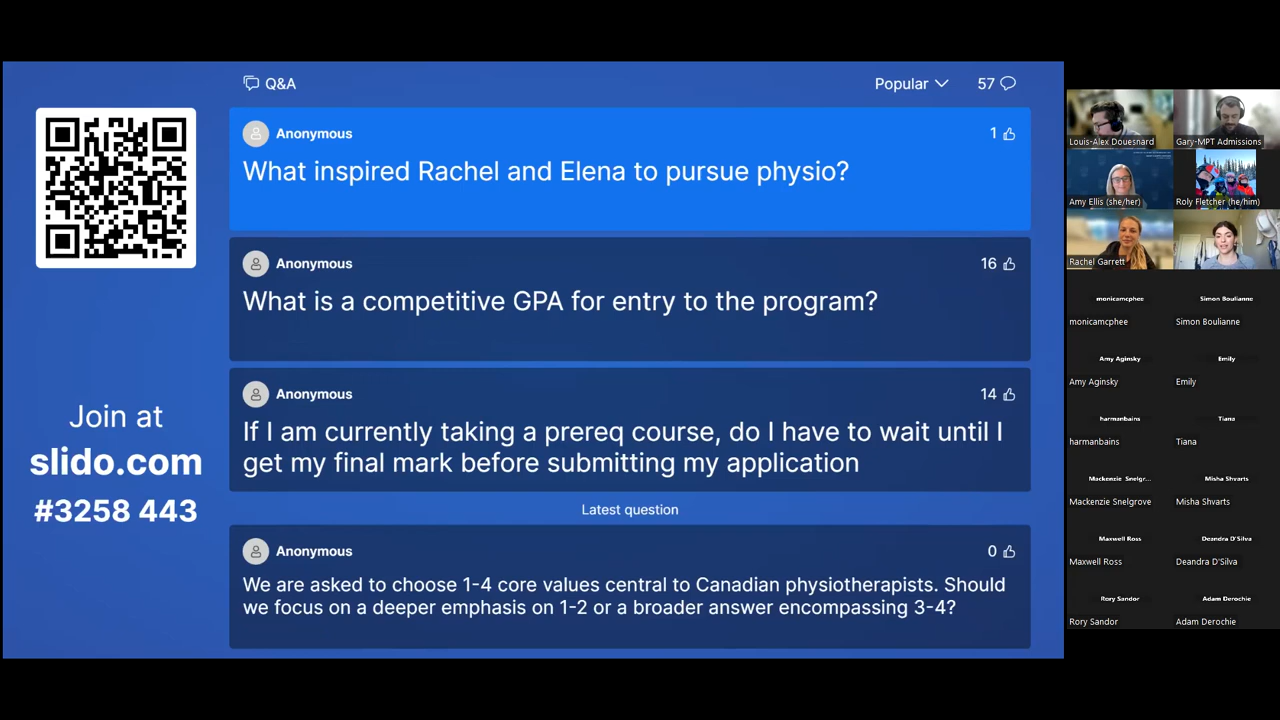 Q&A
Popular
57
Anonymous
1
What inspired Rachel and Elena to pursue physio?
Anonymous
16
What is a competitive GPA for entry to the program?
Anonymous
14
If I am currently taking a prereq course, do I have to wait until I
get my final mark before submitting my application
Latest question
Anonymous
0
We are asked to choose 1-4 core values central to Canadian physiotherapists. Should
we focus on a deeper emphasis on 1-2 or a broader answer encompassing 3-4?
Join at
slido.com
#3258 443
Louis-Alex Douesnard
Gary-MPT Admissions
Amy Ellis (she/her)
Roly Fletcher (he/him)
Rachel Garrett
monicamcphee
Simon Boulianne
monicamcphee
Simon Boulianne
Amy Aginsky
Emily
Amy Aginsky
Emily
harmanbains
Tiana
harmanbains
Tiana
Mackenzie Snelgr...
Misha Shvarts
Mackenzie Snelgrove
Misha Shvarts
Maxwell Ross
Deandra D'Silva
Maxwell Ross
Deandra D'Silva
Rory Sandor
Adam Derochie
Rory Sandor
Adam Derochie